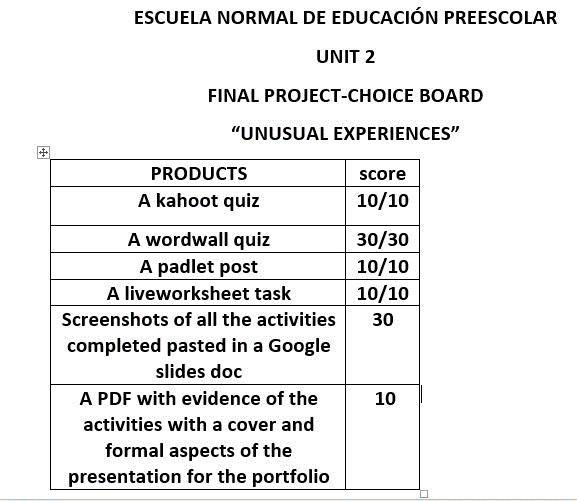 ESCUELA NORMAL DE EDUCACIÓN PREESCOLAR
UNIT 2
FINAL PROJECT-CHOICE BOARD
“UNUSUAL EXPERIENCES”
PRODUCTS score
A kahoot quiz 10/10
A wordwall quiz 30/30
A padlet post 10/10
A liveworksheet task 10/10
Screenshots of all the activities 30
completed pasted in a Google
slides doc
A PDF with evidence of the 10
activities with a cover and
formal aspects of the
presentation for the portfolio